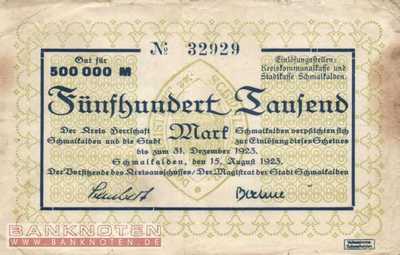 Gut für
500 000 M
№ 32929
Einlösungsstellen:
Kreiskommunalkasse und
Stadtkasse Schmalkalden.
Fünfhundert Tausend
Mark
Der Kreis Herrschaft
Schmalkalden und die Stadt
Schmalkalden verpflichten sich
zur Einlösung dieses Scheines
bis zum 31. Dezember 1923.
Schmalkalden, den 15. August 1923.
Der Vorsitzende des Kreisausschusses: Der Magistrat der Stadt Schmalkalden
BANKNOTEN
WWW.BANKNOTEN.DE